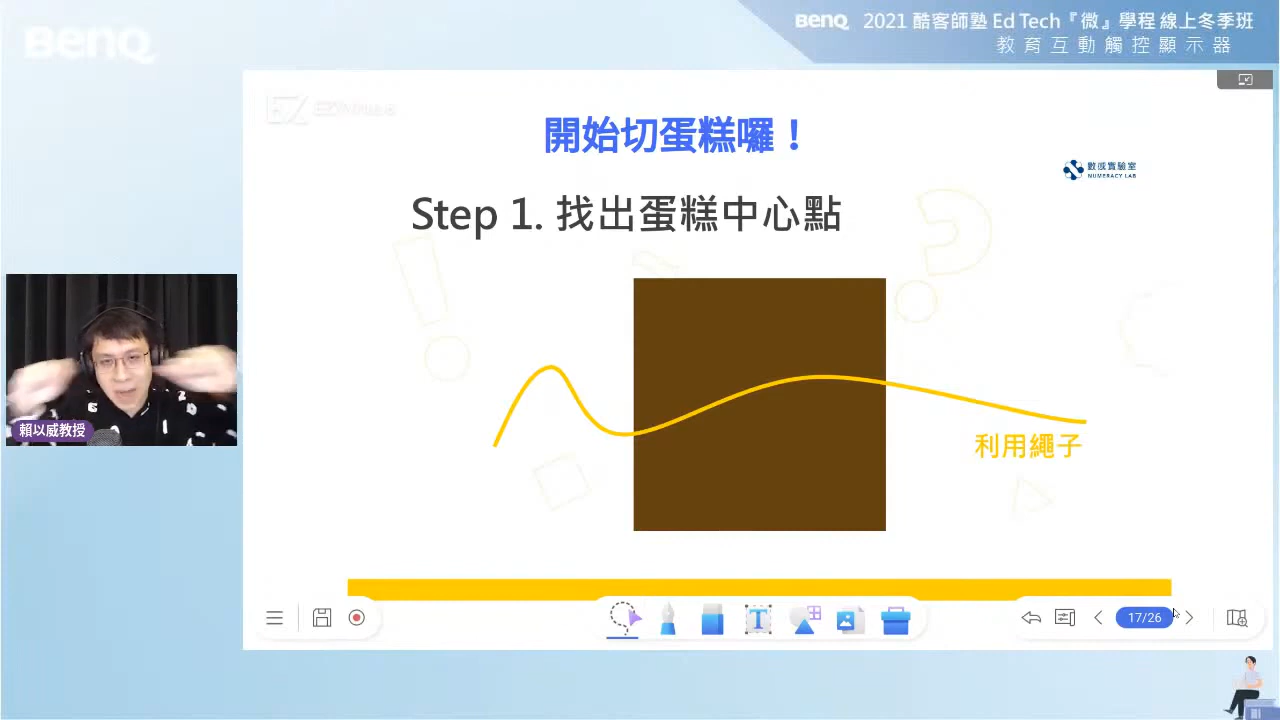 BenQ
BenQ 2021 酷客師塾 Ed Tech『微』學程 線上冬季班
教育互動觸控顯示器
開始切蛋糕囉！
數感實驗室
NUMERACY LAB
Step 1. 找出蛋糕中心點
利用繩子
賴以威教授
17/26